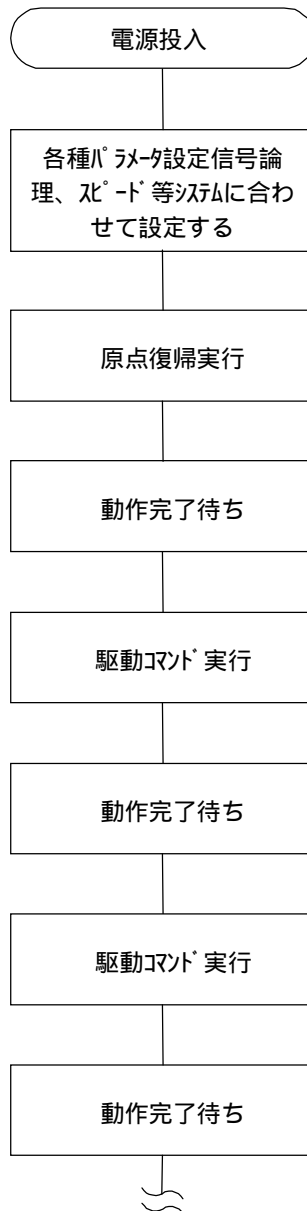 電源投入
各種ﾊﾟﾗﾒｰﾀ設定信号論
理、ｽﾋﾟｰﾄﾞ等ｼｽﾃﾑに合わ
せて設定する
原点復帰実行
動作完了待ち
駆動ｺﾏﾝﾄﾞ実行
動作完了待ち
駆動ｺﾏﾝﾄﾞ実行
動作完了待ち